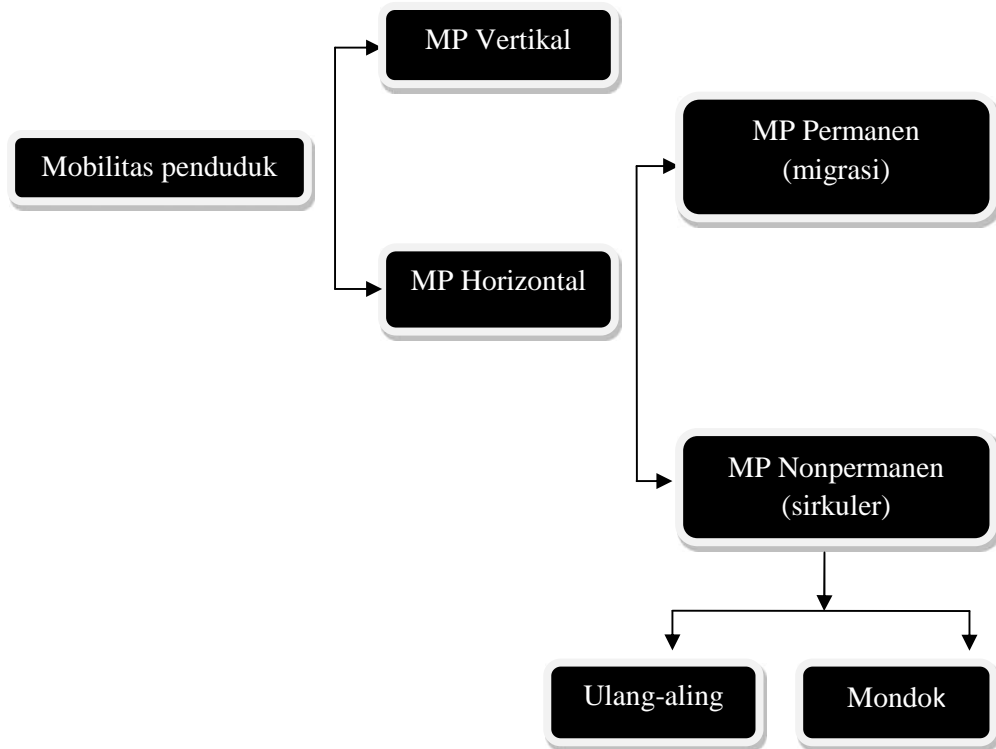 MP Vertikal
Mobilitas penduduk
MP Horizontal
MP Permanen
(migrasi)
MP Nonpermanen
(sirkuler)
Ulang-aling
Mondok